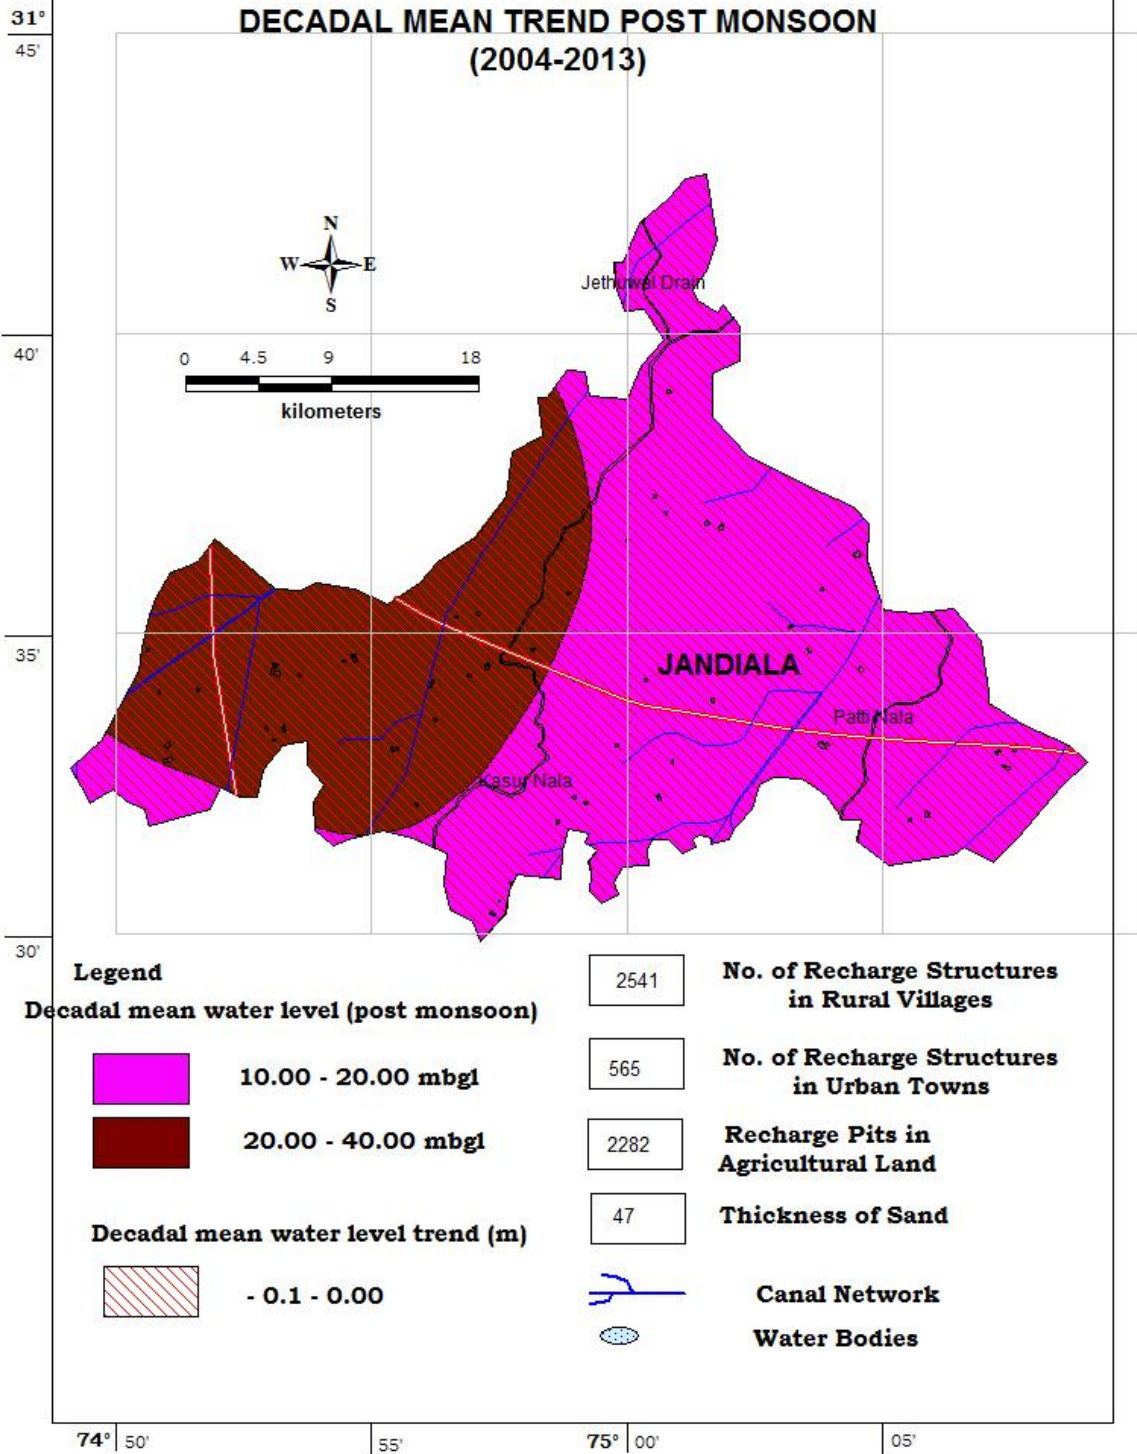 DECADAL MEAN TREND POST MONSOON
(2004-2013)
31°
45'
40'
35'
30'
N
W E
S
0 4.5 9 18
kilometers
Jethuwal Drain
JANDIALA
Patti Nala
Kasur Nala
Legend
Decadal mean water level (post monsoon)
10.00 - 20.00 mbgl
20.00 - 40.00 mbgl
Decadal mean water level trend (m)
- 0.1 - 0.00
2541
No. of Recharge Structures
in Rural Villages
565
No. of Recharge Structures
in Urban Towns
2282
Recharge Pits in
Agricultural Land
47
Thickness of Sand
Canal Network
Water Bodies
74° 50' 55' 75° 00' 05'